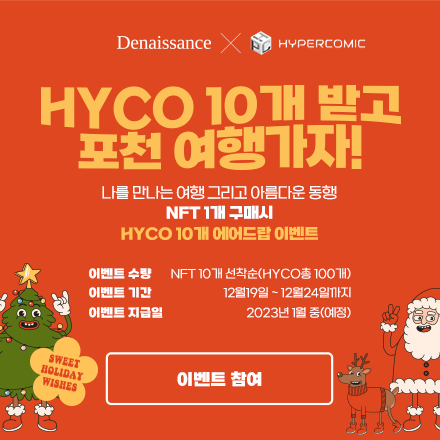 Denaissance × HYPERCOMIC
HYCO 10개 받고
포천 여행가자!
나를 만나는 여행 그리고 아름다운 동행
NFT 1개 구매시
HYCO 10개 에어드랍 이벤트
이벤트 수량 NFT 10개 선착순(HYCO총 100개)
이벤트 기간 12월19일 ~ 12월24일까지
이벤트 지급일 2023년 1월 중(예정)
SWEET
HOLIDAY
WISHES
이벤트 참여